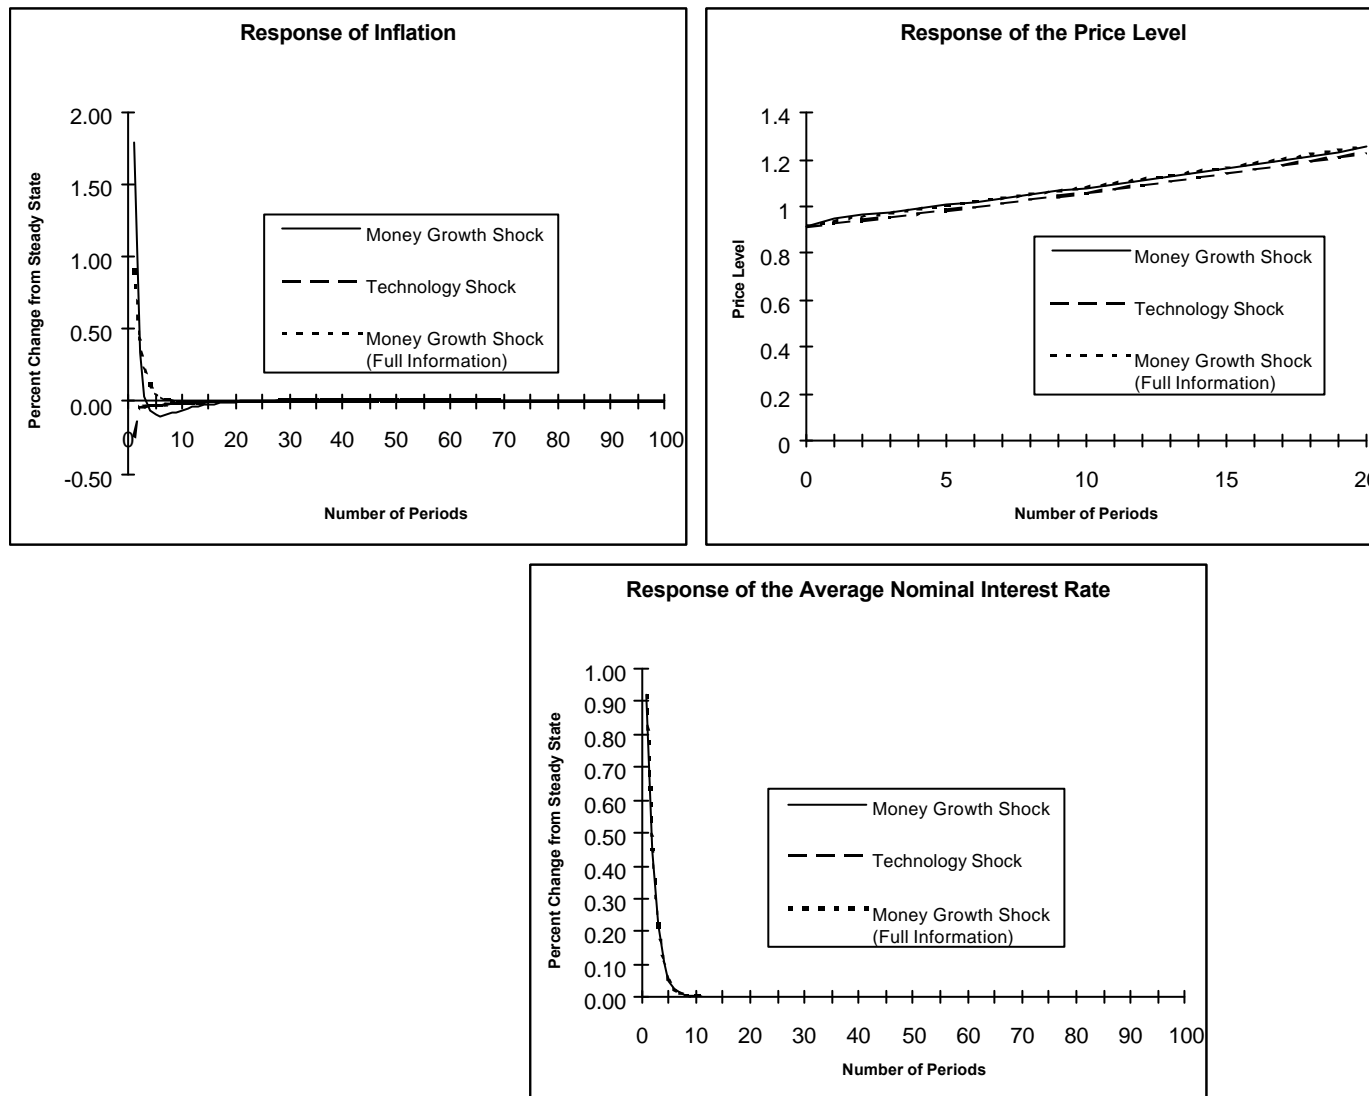 Response of Inflation
Percent Change from Steady State
2.00
1.50
1.00
0.50
0.00
-0.50
0 10 20 30 40 50 60 70 80 90 100
Number of Periods
Money Growth Shock
Technology Shock
Money Growth Shock
(Full Information)
Response of the Price Level
Price Level
1.4
1.2
1
0.8
0.6
0.4
0.2
0
0 5 10 15 20
Number of Periods
Money Growth Shock
Technology Shock
Money Growth Shock
(Full Information)
Response of the Average Nominal Interest Rate
Percent Change from Steady State
1.00
0.90
0.80
0.70
0.60
0.50
0.40
0.30
0.20
0.10
0.00
0 10 20 30 40 50 60 70 80 90 100
Number of Periods
Money Growth Shock
Technology Shock
Money Growth Shock
(Full Information)